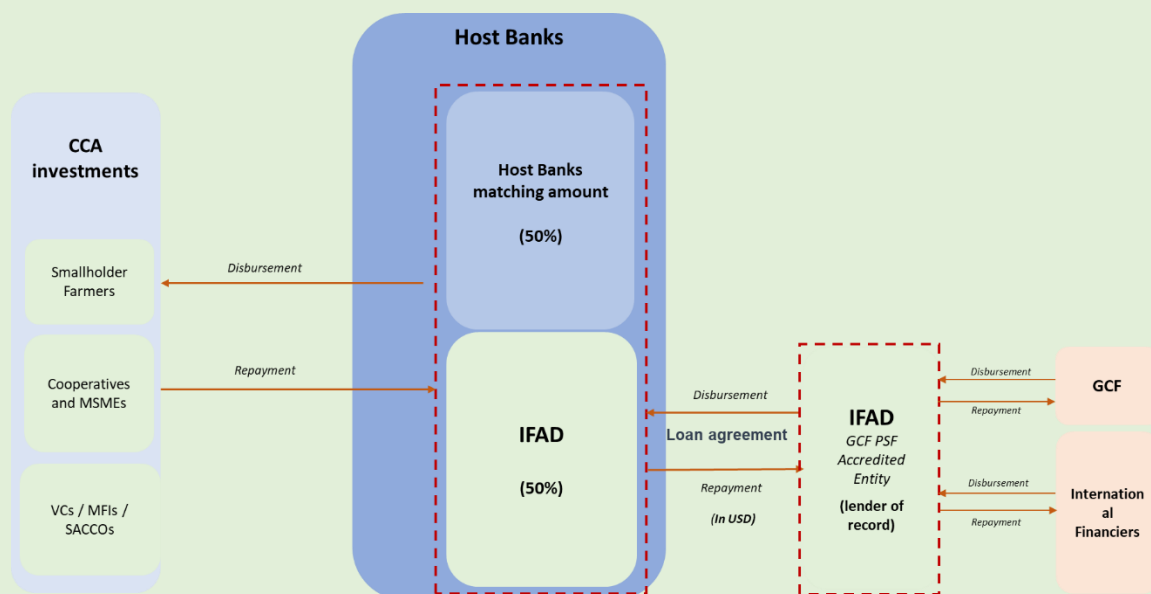 Host Banks
CCA
investments
Smallholder
Farmers
Cooperatives
and MSMEs
VCs / MFIs /
SACCOs
Disbursement
Repayment
Host Banks
matching amount
(50%)
IFAD
(50%)
Disbursement
Loan agreement
Repayment
(In USD)
IFAD
GCF PSF
Accredited
Entity
(lender of
record)
Disbursement
Repayment
GCF
Disbursement
Repayment
Internation
al
Financiers